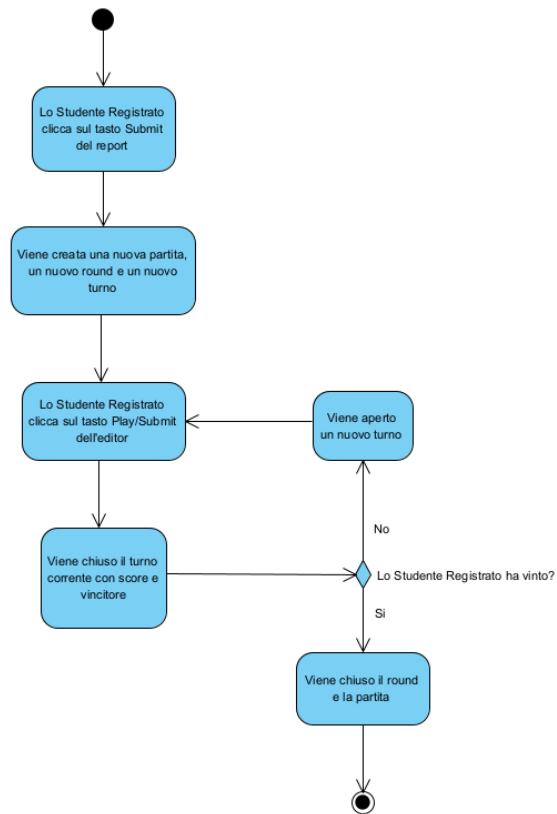 Lo Studente Registrato
clicca sul tasto Submit
del report
Viene creata una nuova partita,
un nuovo round e un nuovo
turno
Lo Studente Registrato
clicca sul tasto Play/Submit
dell'editor
Viene aperto
un nuovo turno
No
Viene chiuso il turno
corrente con score e
vincitore
Lo Studente Registrato ha vinto?
Si
Viene chiuso il round
e la partita